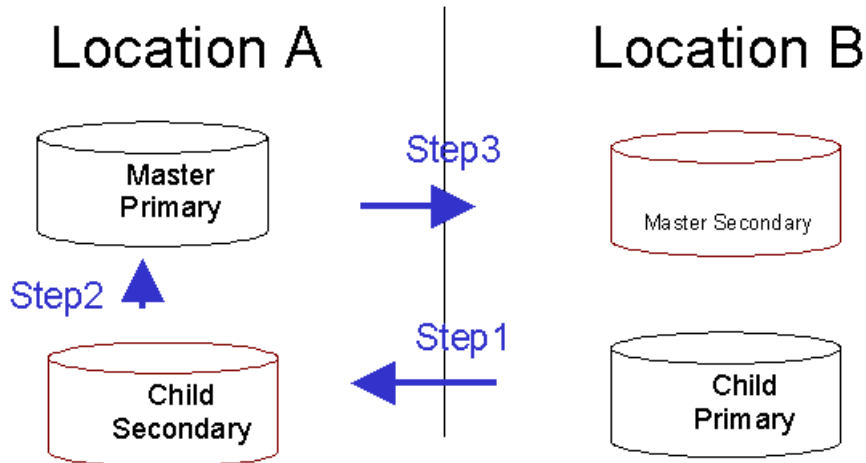 Location A
Location B
Step3
Master
Primary
Master Secondary
Step2
Step1
Child
Secondary
Child
Primary